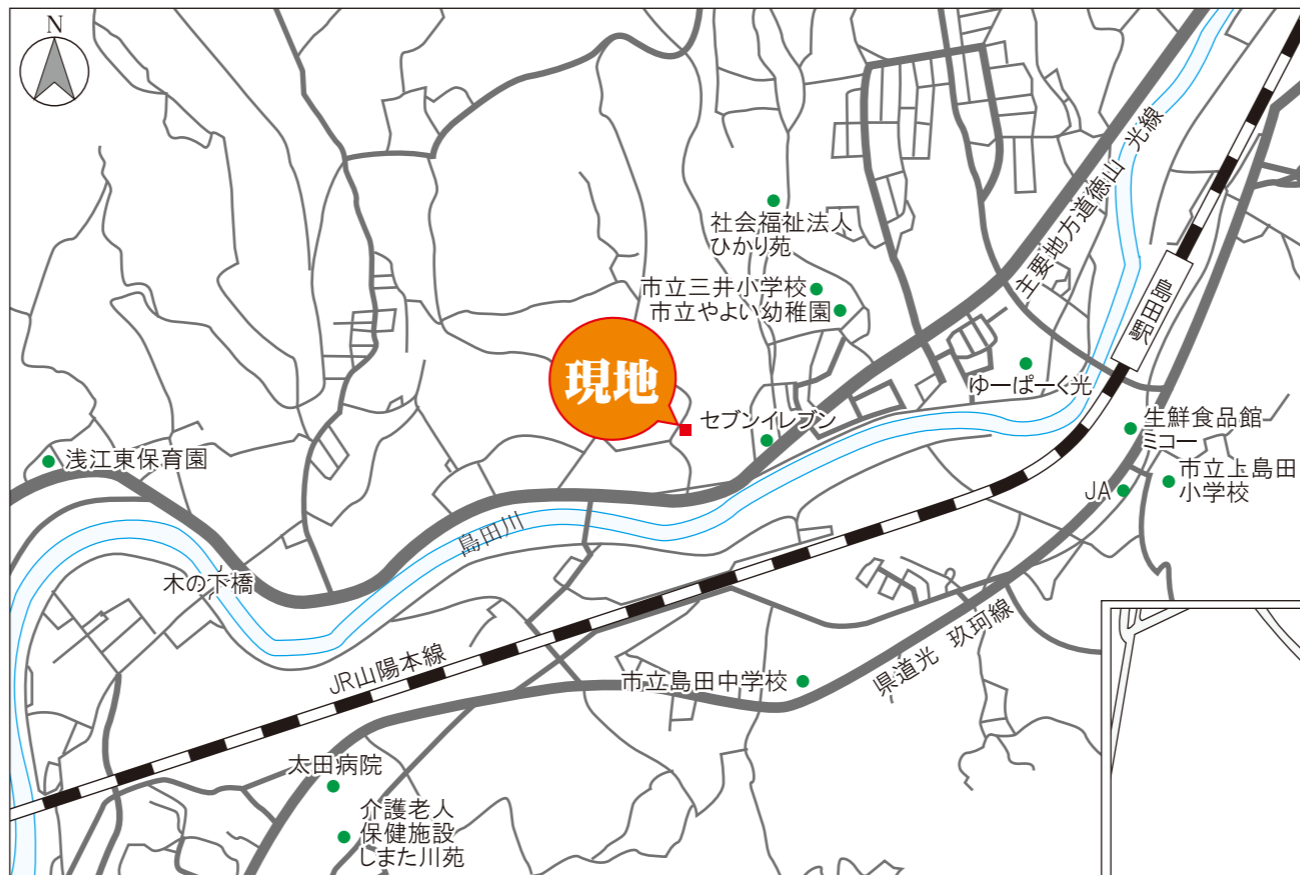 N
社会福祉法人
ひかり苑
主要地方道徳山 光線
市立三井小学校
市立やよい幼稚園
島田駅
現地
ゆーぱーく光
セブンイレブン
生鮮食品館
ミコー
浅江東保育園
市立上島田
小学校
JA
島田川
木の下橋
県道光 玖珂線
JR山陽本線
市立島田中学校
太田病院
介護老人
保健施設
しまた川苑